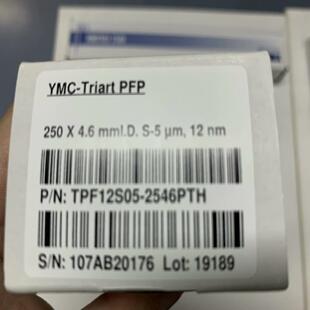 YMC-Triart PFP
250 X 4.6 mmI.D. S-5 µm, 12 nm
P/N: TPF12S05-2546PTH
S/N: 107AB20176 Lot: 19189